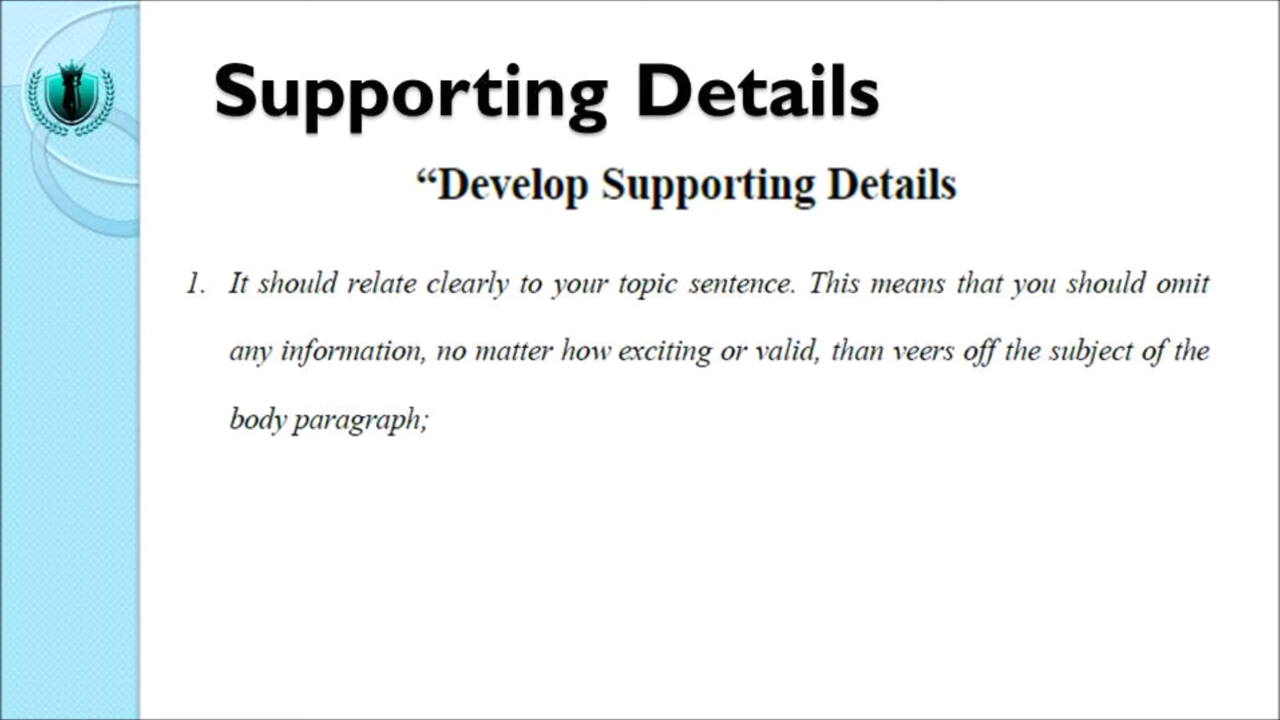 Supporting Details
“Develop Supporting Details
1. It should relate clearly to your topic sentence. This means that you should omit
any information, no matter how exciting or valid, than veers off the subject of the
body paragraph;